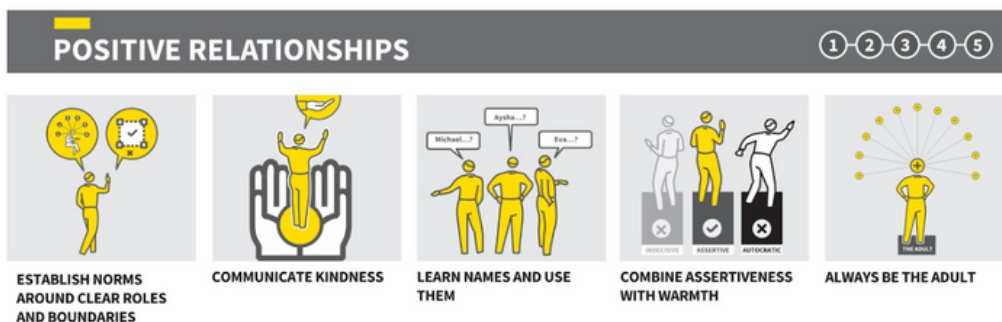 POSITIVE RELATIONSHIPS
1 2 3 4 5
Michael...?
Aysha...?
Eva...?
INDECISIVE
ASSERTIVE
AUTOCRATIC
THE ADULT
ESTABLISH NORMS
AROUND CLEAR ROLES
AND BOUNDARIES
COMMUNICATE KINDNESS
LEARN NAMES AND USE
THEM
COMBINE ASSERTIVENESS
WITH WARMTH
ALWAYS BE THE ADULT